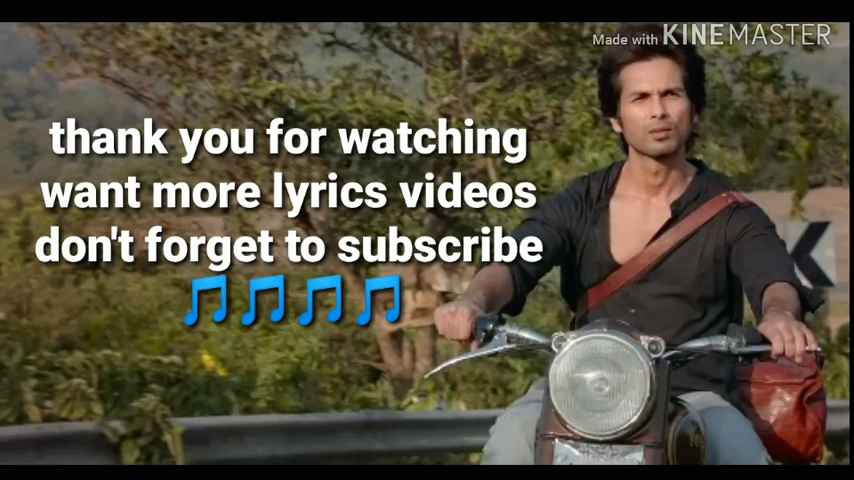 Made with KINEMASTER
thank you for watching
want more lyrics videos
don't forget to subscribe